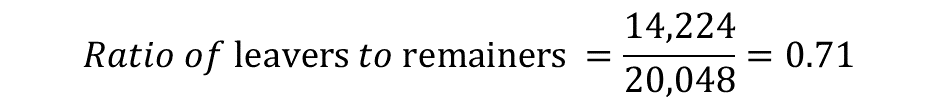 Ratio of leavers to remainers = 14,224 / 20,048 = 0.71